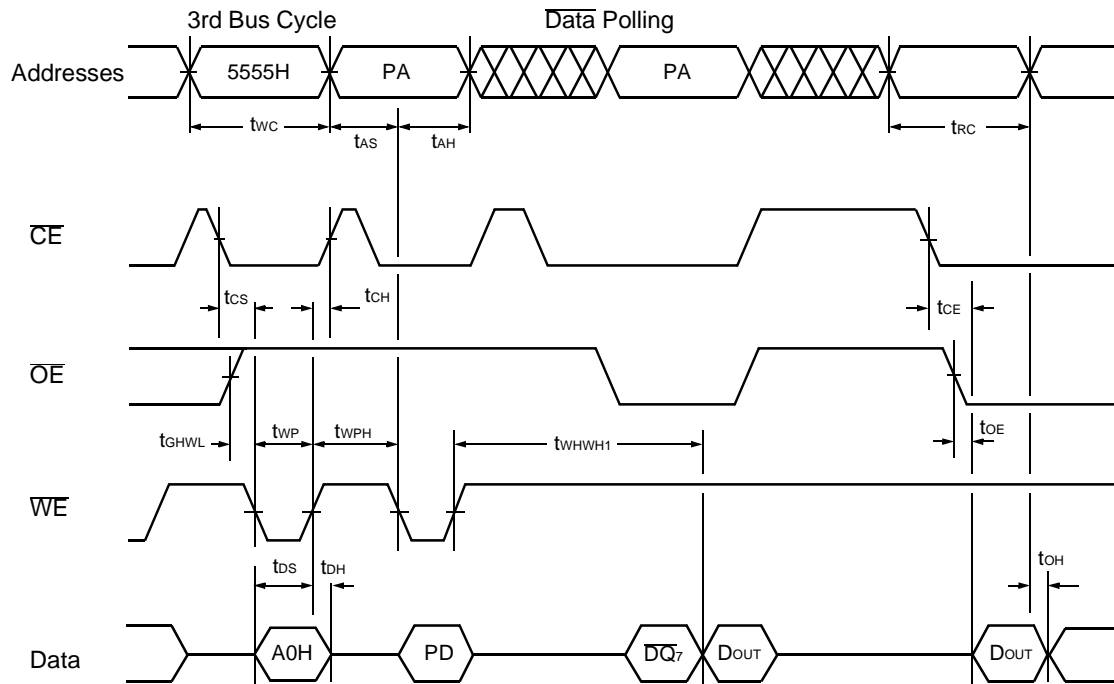 3rd Bus Cycle Data Polling
Addresses 5555H PA PA
tWC tAS tAH tRC
CE
tCS tCH tCE
OE
tGHWL tWP tWPH tWHWH1 tOE
WE
tDS tDH tOH
Data A0H PD DQ7 DOUT DOUT